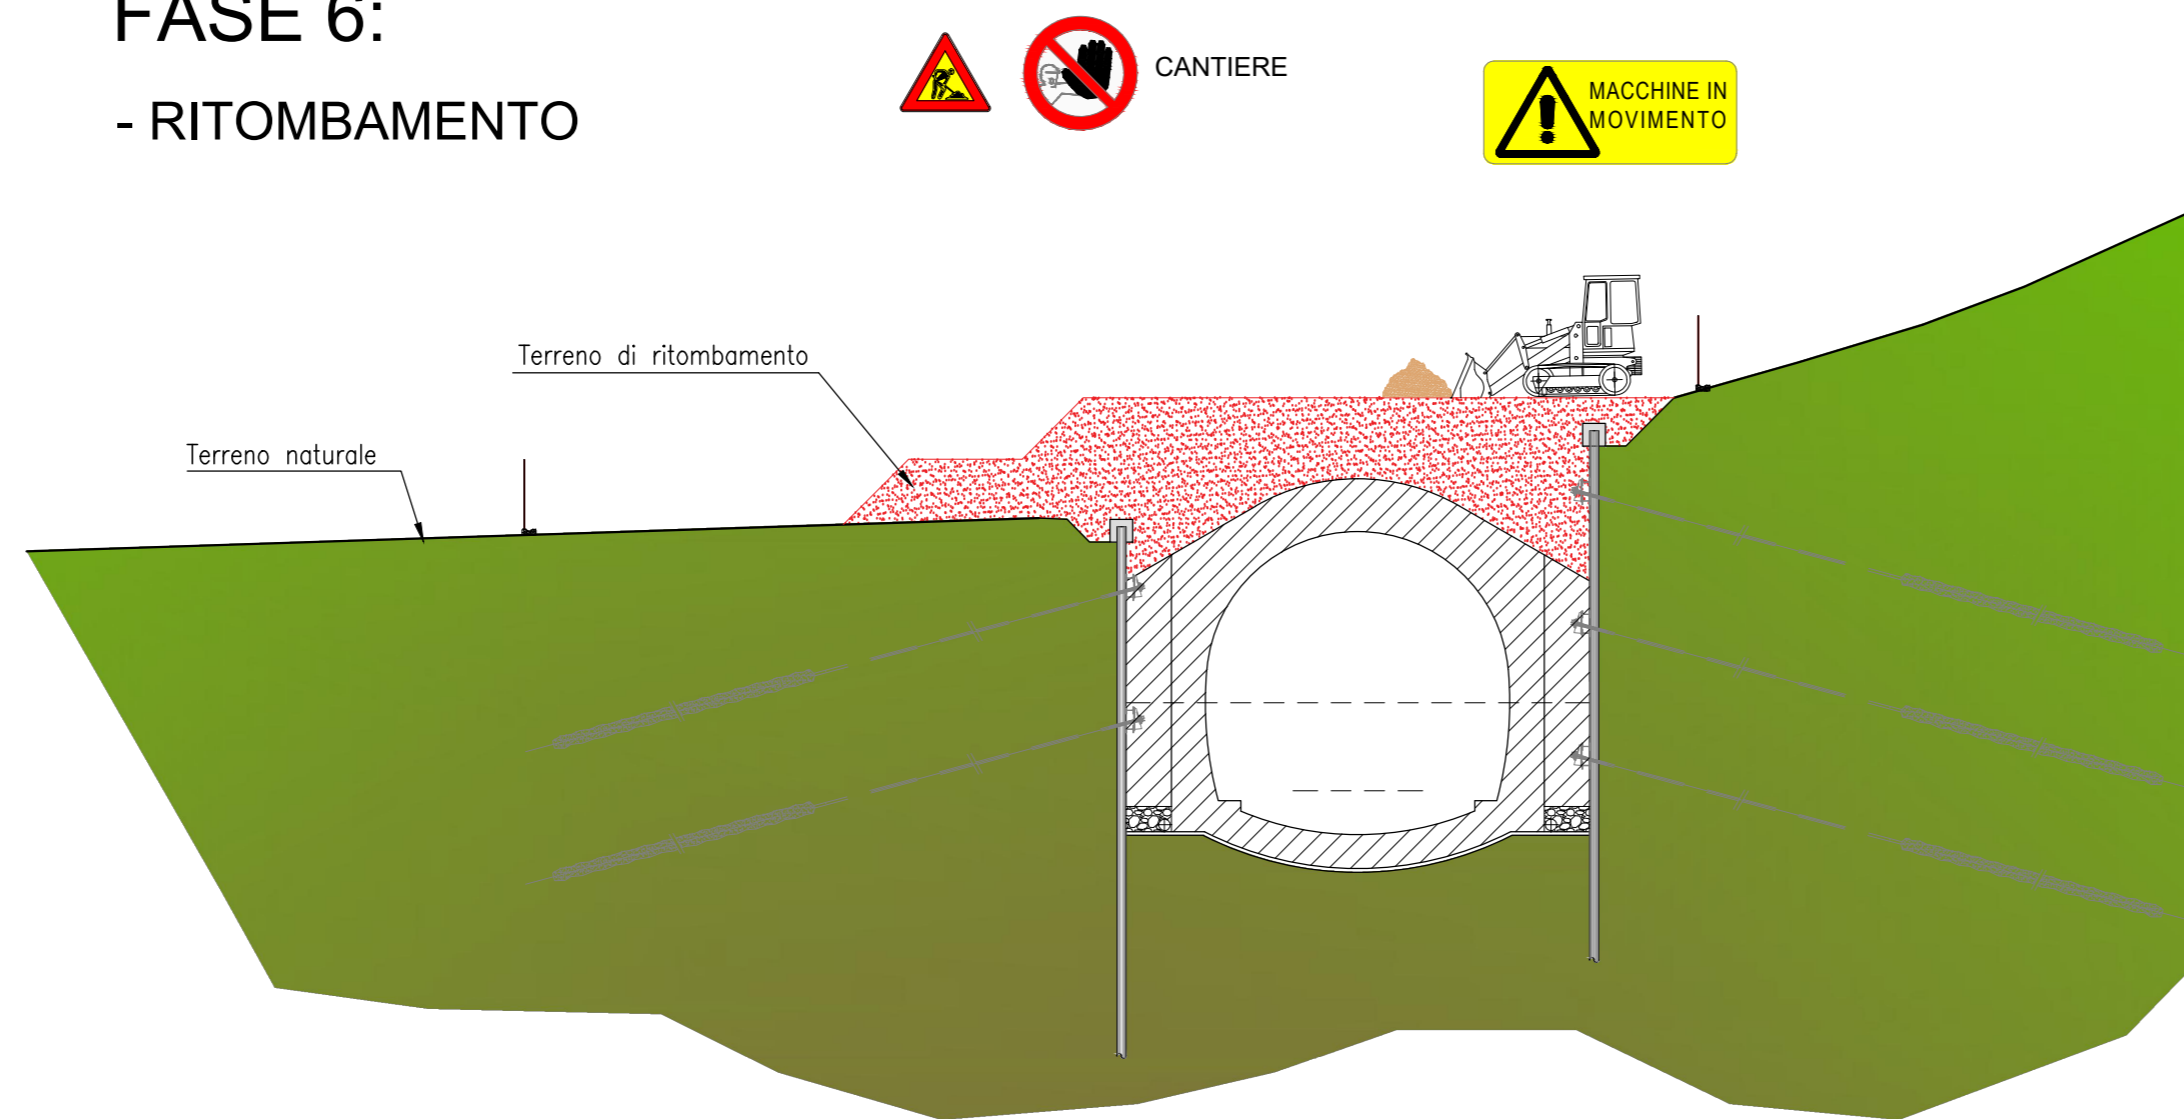 FASE 6:
- RITOMBAMENTO
CANTIERE
MACCHINE IN
MOVIMENTO
Terreno di ritombamento
Terreno naturale